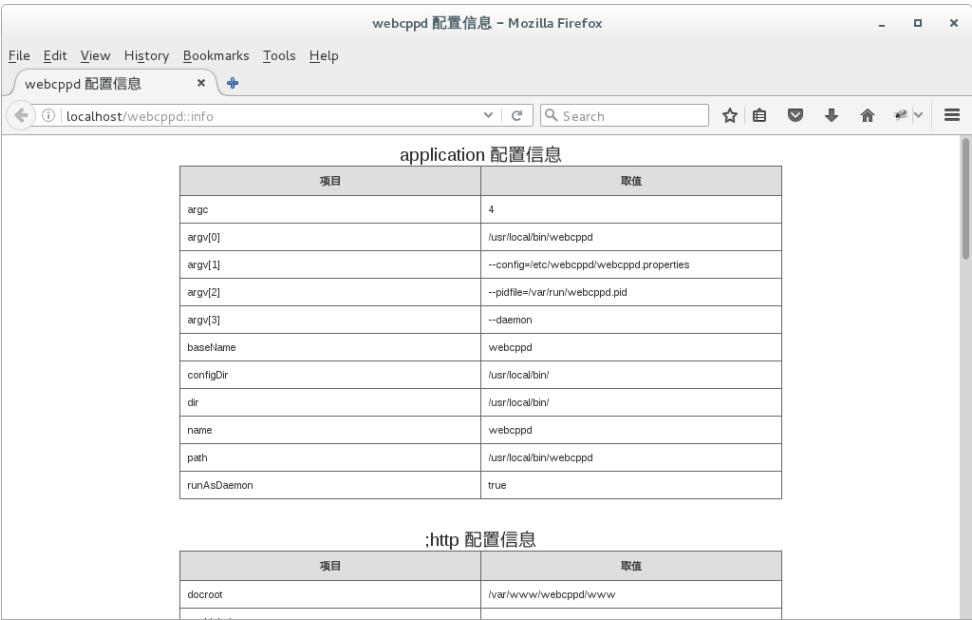 webcppd 配置信息 - Mozilla Firefox
File Edit View History Bookmarks Tools Help
webcppd 配置信息
localhost/webcppd::info
Search
application 配置信息
项目 取值
argc 4
argv[0] /usr/local/bin/webcppd
argv[1] --config=/etc/webcppd/webcppd.properties
argv[2] --pidfile=/var/run/webcppd.pid
argv[3] --daemon
baseName webcppd
configDir /usr/local/bin/
dir /usr/local/bin/
name webcppd
path /usr/local/bin/webcppd
runAsDaemon true
;http 配置信息
项目 取值
docroot /var/www/webcppd/www